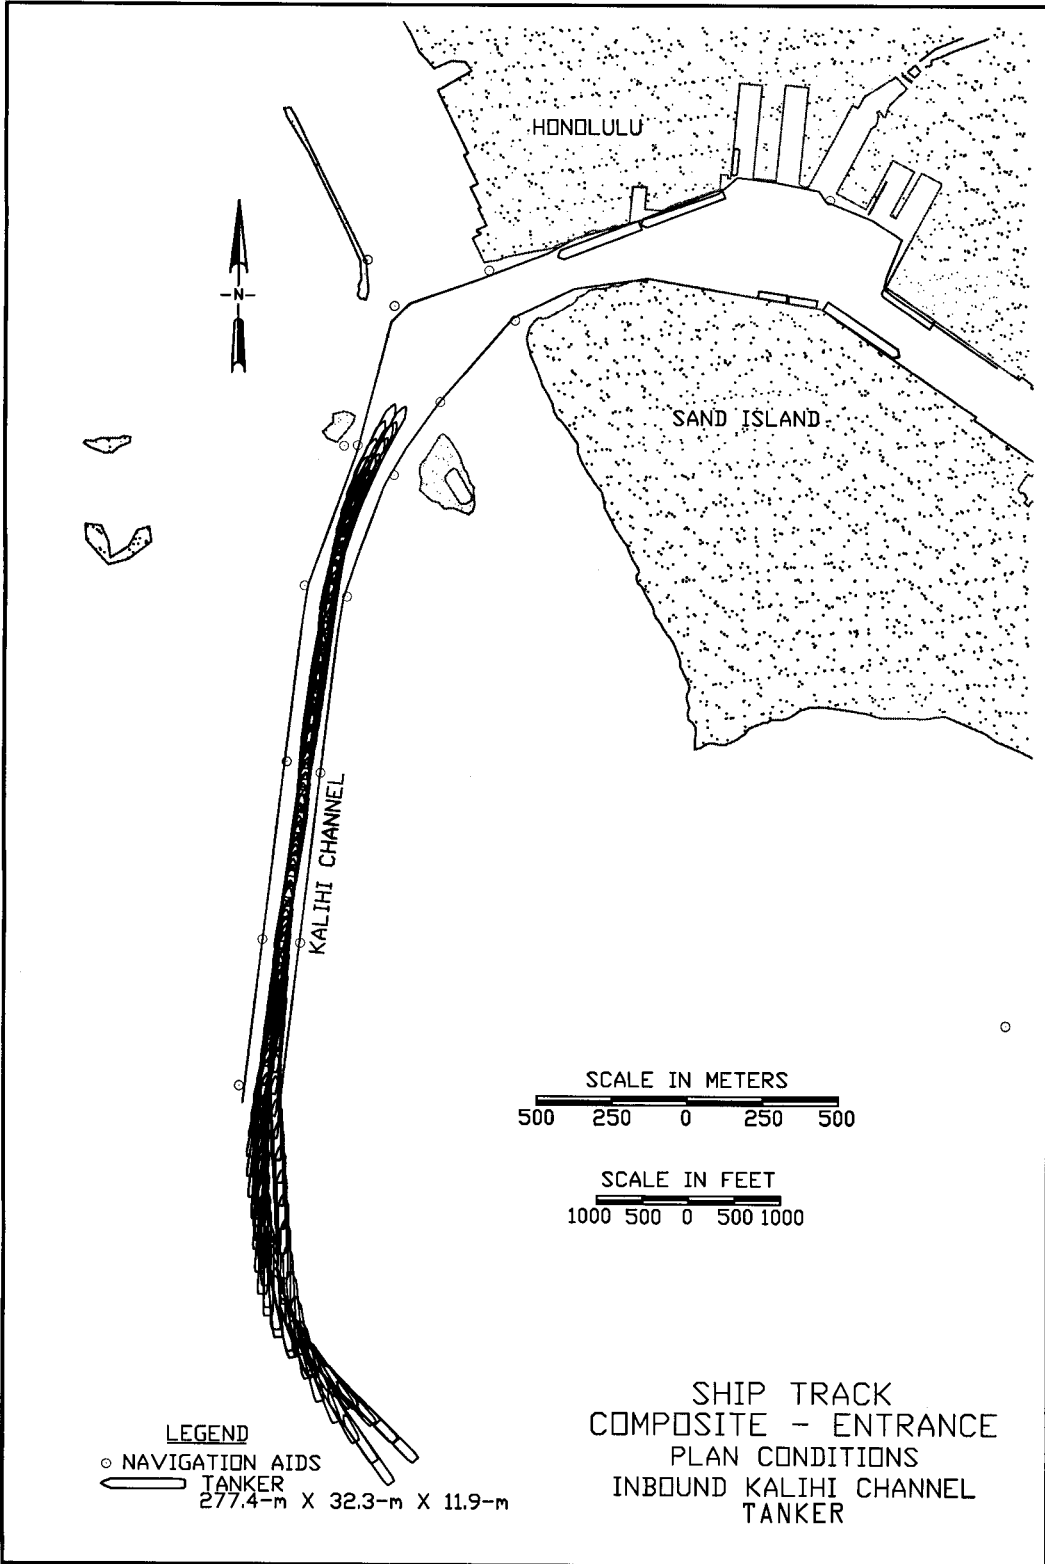 HONOLULU
-N-
SAND ISLAND
KALIHI CHANNEL
SCALE IN METERS
500 250 0 250 500
SCALE IN FEET
1000 500 0 500 1000
LEGEND
NAVIGATION AIDS
TANKER
277.4-m X 32.3-m X 11.9-m
SHIP TRACK
COMPOSITE - ENTRANCE
PLAN CONDITIONS
INBOUND KALIHI CHANNEL
TANKER